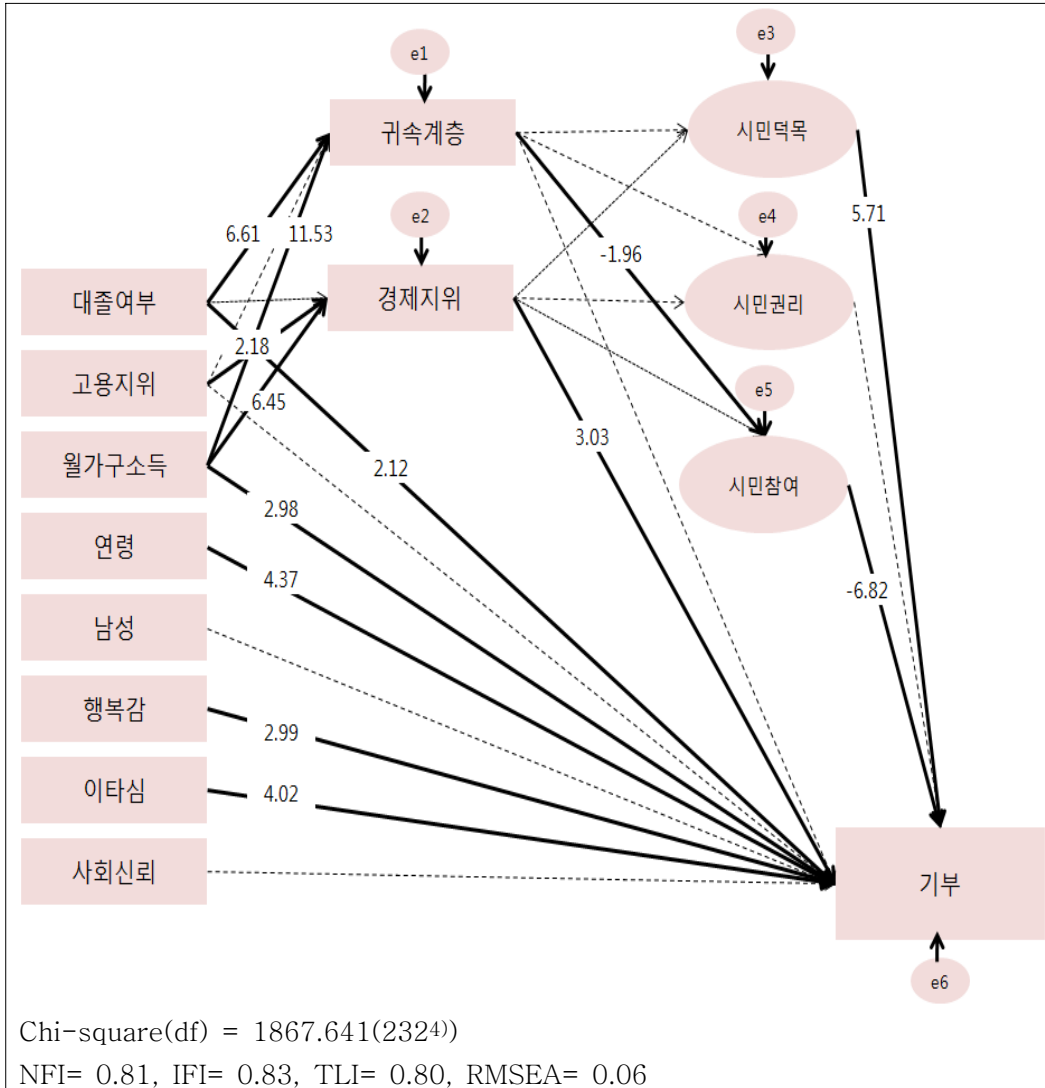 e1
e3
귀속계층
시민덕목
e2
e4
6.61
11.53
-1.96
5.71
대졸여부
경제지위
시민권리
고용지위
2.18
e5
6.45
3.03
월가구소득
2.12
시민참여
2.98
연령
4.37
-6.82
남성
행복감
2.99
이타심
4.02
사회신뢰
기부
e6
Chi-square(df) = 1867.641(232⁴⁾)
NFI= 0.81, IFI= 0.83, TLI= 0.80, RMSEA= 0.06